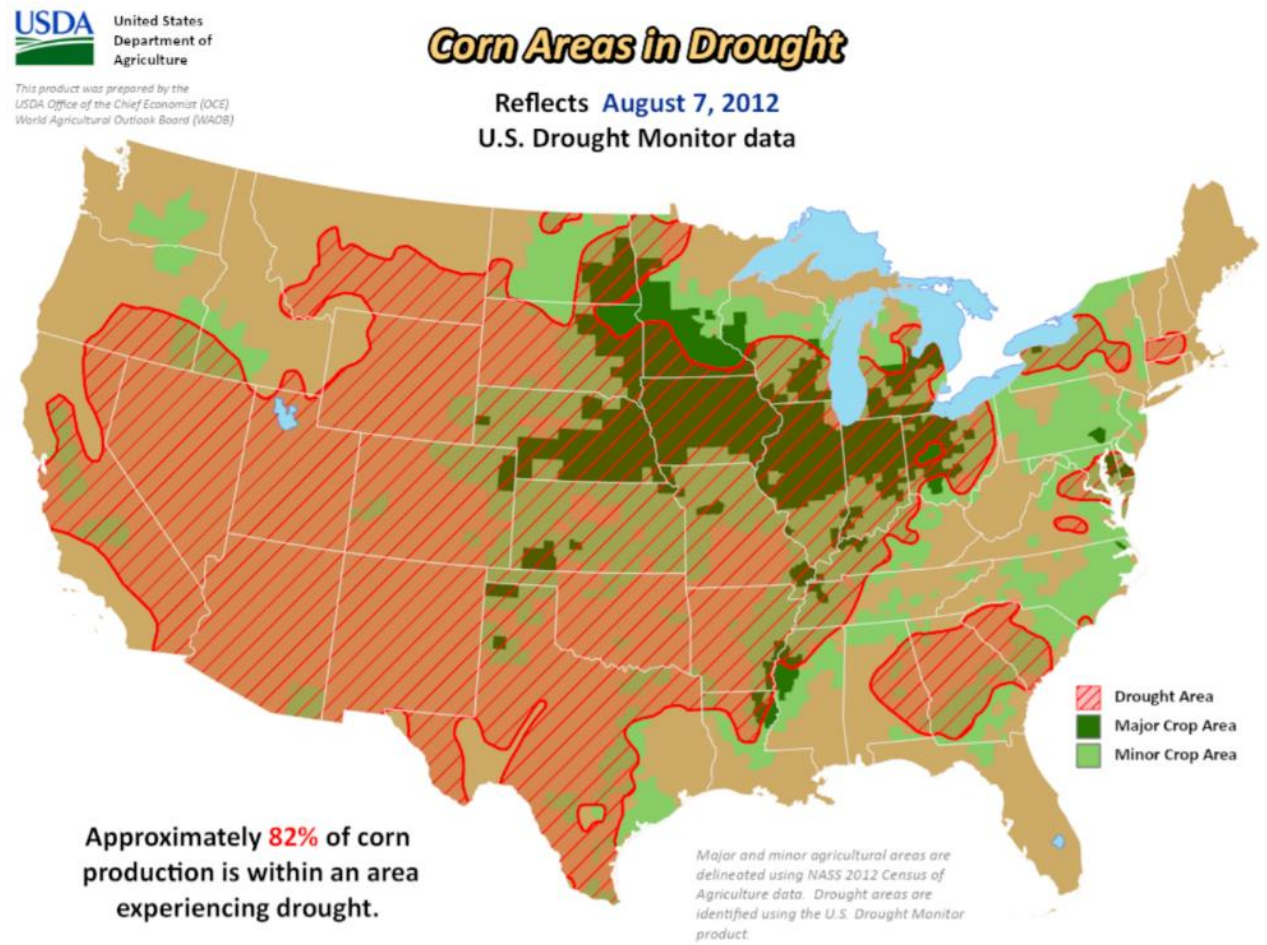 USDA
United States
Department of
Agriculture
This product was prepared by the
USDA Office of the Chief Economist (OCE)
World Agricultural Outlook Board (WAOB)
Corn Areas in Drought
Reflects August 7, 2012
U.S. Drought Monitor data
Drought Area
Major Crop Area
Minor Crop Area
Approximately 82% of corn
production is within an area
experiencing drought.
Major and minor agricultural areas are
delineated using NASS 2012 Census of
Agriculture data. Drought areas are
identified using the U.S. Drought Monitor
product.